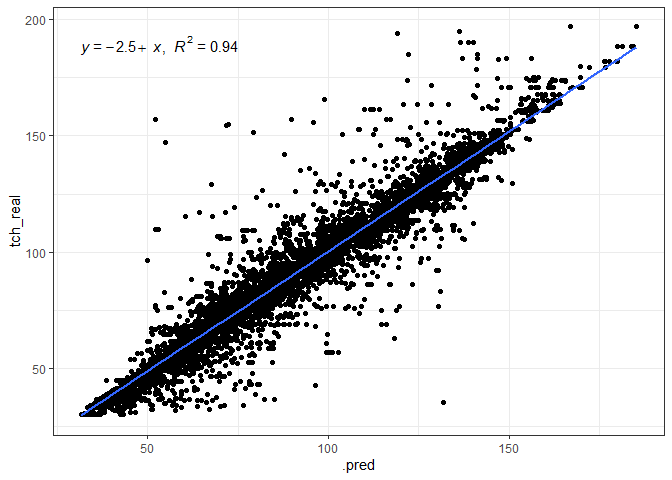 200
y = −2.5 + x, R² = 0.94
150
tch_real
100
50
50 100 150
.pred